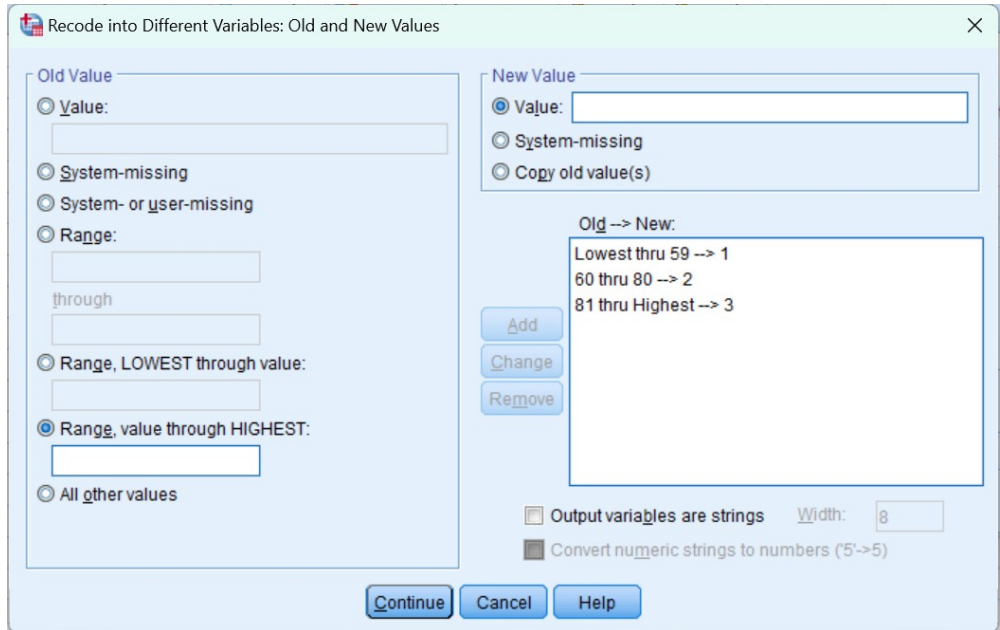 Recode into Different Variables: Old and New Values
Old Value
Value:
System-missing
System- or user-missing
Range:
through
Range, LOWEST through value:
Range, value through HIGHEST:
All other values
New Value
Value:
System-missing
Copy old value(s)
Old --> New:
Lowest thru 59 --> 1
60 thru 80 --> 2
81 thru Highest --> 3
Add
Change
Remove
Output variables are strings Width: 8
Convert numeric strings to numbers ('5'->5)
Continue Cancel Help